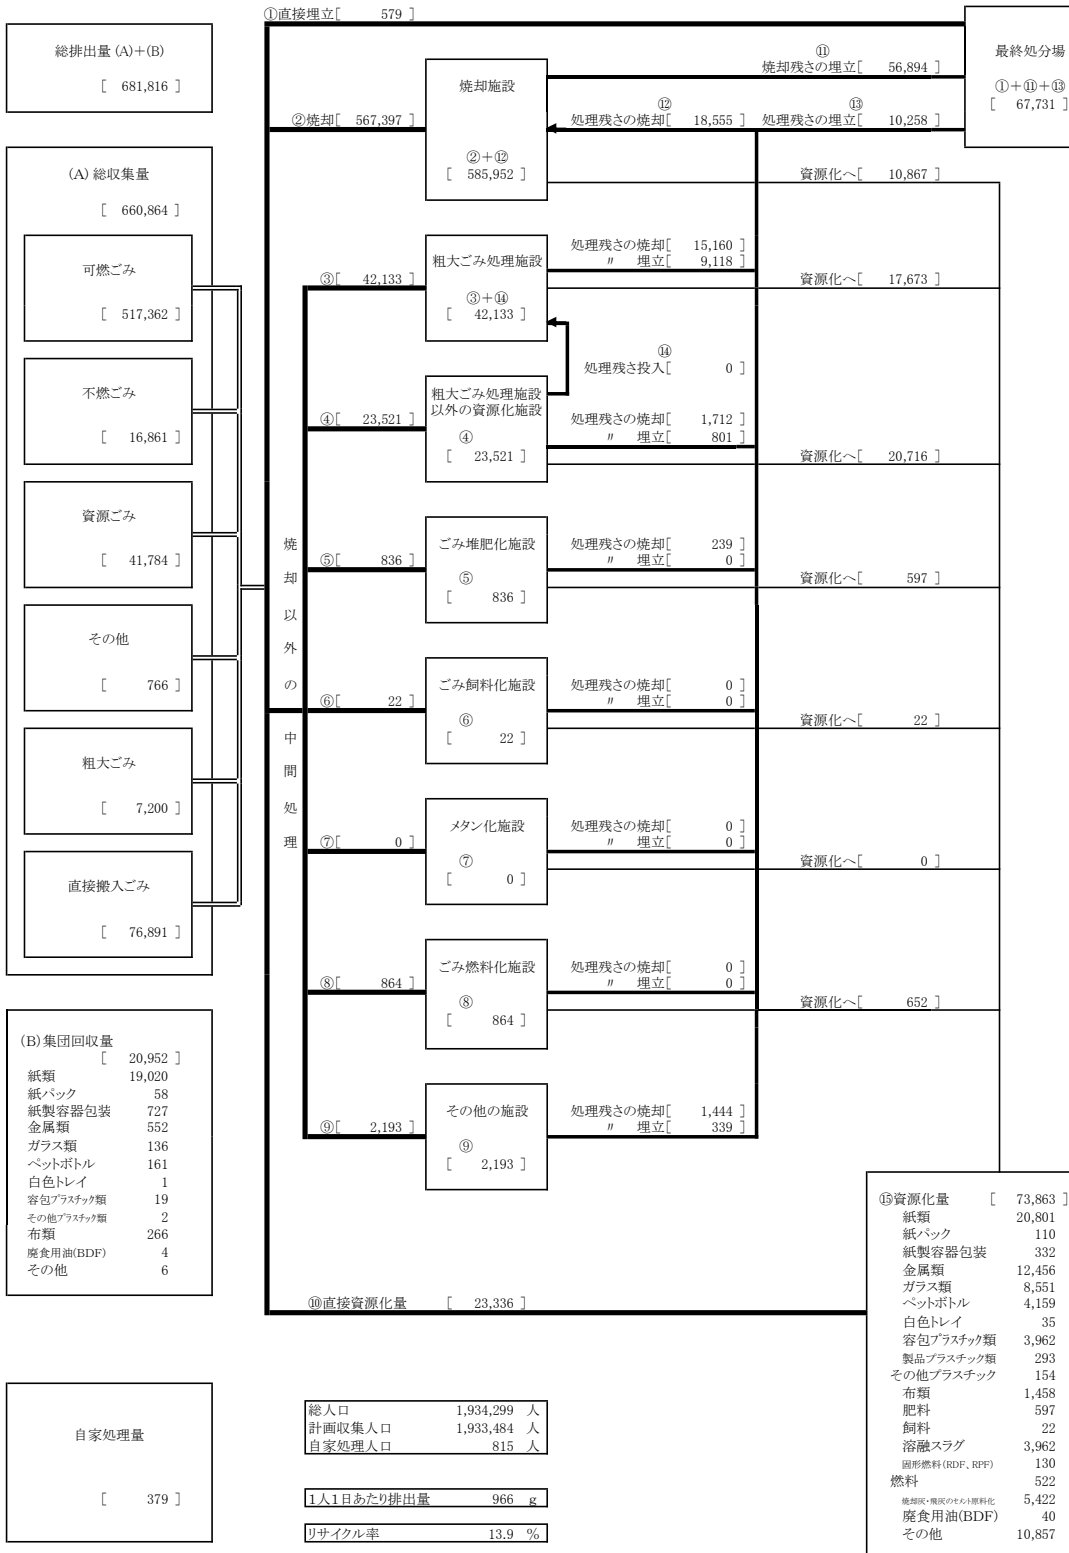 ①直接埋立[ 579 ]
総排出量 (A)+(B)
[ 681,816 ]
焼却施設
⑪
焼却残さの埋立[ 56,894 ]
最終処分場
①+⑪+⑬
[ 67,731 ]
②焼却[ 567,397 ]
⑫
処理残さの焼却[ 18,555 ]
⑬
処理残さの埋立[ 10,258 ]
②+⑫
[ 585,952 ]
資源化へ[ 10,867 ]
(A) 総収集量
[ 660,864 ]
可燃ごみ
[ 517,362 ]
不燃ごみ
[ 16,861 ]
資源ごみ
[ 41,784 ]
その他
[ 766 ]
粗大ごみ
[ 7,200 ]
直接搬入ごみ
[ 76,891 ]
焼却以外の中間処理
③[ 42,133 ]
粗大ごみ処理施設
③+⑭
[ 42,133 ]
処理残さの焼却[ 15,160 ]
〃 埋立[ 9,118 ]
資源化へ[ 17,673 ]
⑭
処理残さ投入[ 0 ]
④[ 23,521 ]
粗大ごみ処理施設
以外の資源化施設
④
[ 23,521 ]
処理残さの焼却[ 1,712 ]
〃 埋立[ 801 ]
資源化へ[ 20,716 ]
⑤[ 836 ]
ごみ堆肥化施設
⑤
[ 836 ]
処理残さの焼却[ 239 ]
〃 埋立[ 0 ]
資源化へ[ 597 ]
⑥[ 22 ]
ごみ飼料化施設
⑥
[ 22 ]
処理残さの焼却[ 0 ]
〃 埋立[ 0 ]
資源化へ[ 22 ]
⑦[ 0 ]
メタン化施設
⑦
[ 0 ]
処理残さの焼却[ 0 ]
〃 埋立[ 0 ]
資源化へ[ 0 ]
⑧[ 864 ]
ごみ燃料化施設
⑧
[ 864 ]
処理残さの焼却[ 0 ]
〃 埋立[ 0 ]
資源化へ[ 652 ]
⑨[ 2,193 ]
その他の施設
⑨
[ 2,193 ]
処理残さの焼却[ 1,444 ]
〃 埋立[ 339 ]
(B)集団回収量
[ 20,952 ]
紙類 19,020
紙パック 58
紙製容器包装 727
金属類 552
ガラス類 136
ペットボトル 161
白色トレイ 1
容包プラスチック類 19
その他プラスチック類 2
布類 266
廃食用油(BDF) 4
その他 6
⑩直接資源化量 [ 23,336 ]
⑮資源化量 [ 73,863 ]
紙類 20,801
紙パック 110
紙製容器包装 332
金属類 12,456
ガラス類 8,551
ペットボトル 4,159
白色トレイ 35
容包プラスチック類 3,962
製品プラスチック類 293
その他プラスチック 154
布類 1,458
肥料 597
飼料 22
溶融スラグ 3,962
固形燃料(RDF、RPF) 130
燃料 522
焼却灰・飛灰のセメント原料化 5,422
廃食用油(BDF) 40
その他 10,857
自家処理量
[ 379 ]
総人口 1,934,299 人
計画収集人口 1,933,484 人
自家処理人口 815 人
1人1日あたり排出量 966 g
リサイクル率 13.9 %